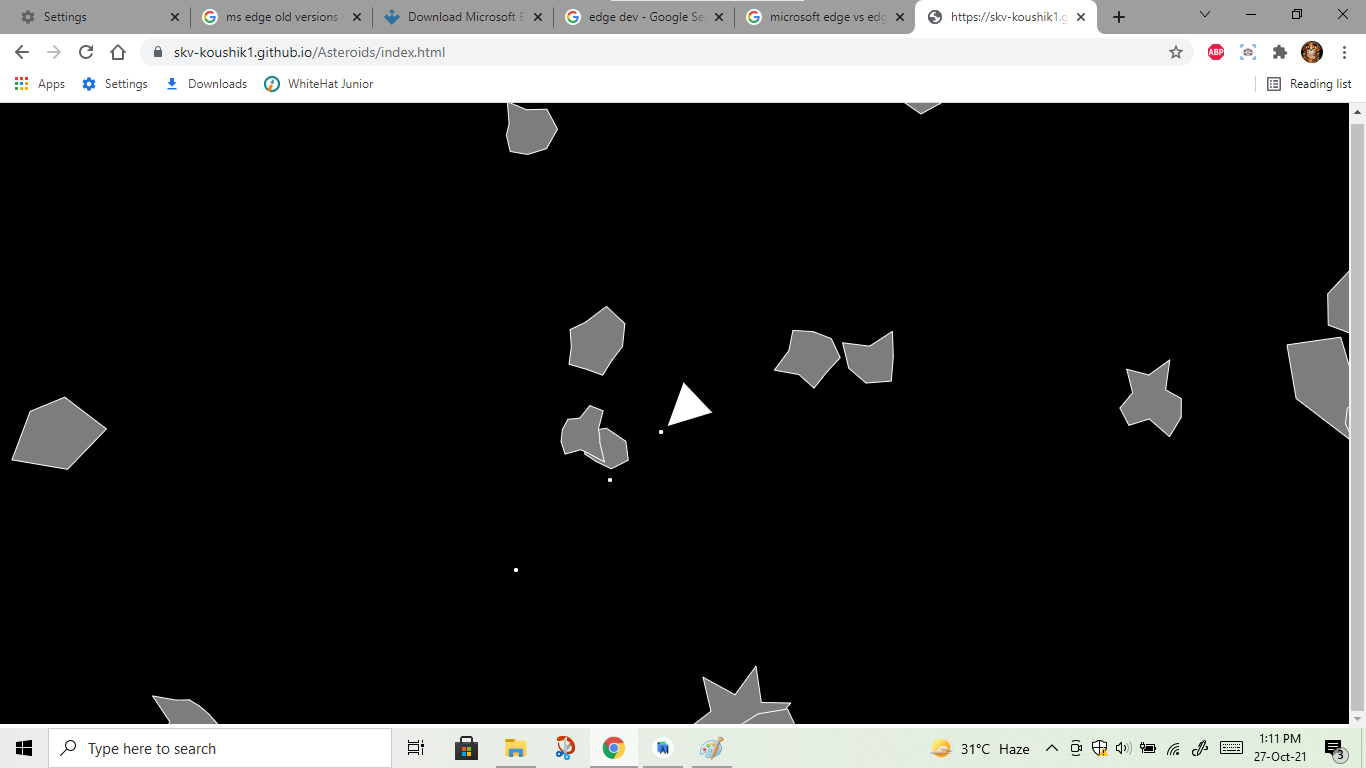 Settings
ms edge old versions
Download Microsoft E
edge dev - Google Se
microsoft edge vs edg
https://skv-koushik1.g
skv-koushik1.github.io/Asteroids/index.html
ABP
Apps
Settings
Downloads
WhiteHat Junior
Reading list
Type here to search
31°C Haze
1:11 PM
27-Oct-21
3